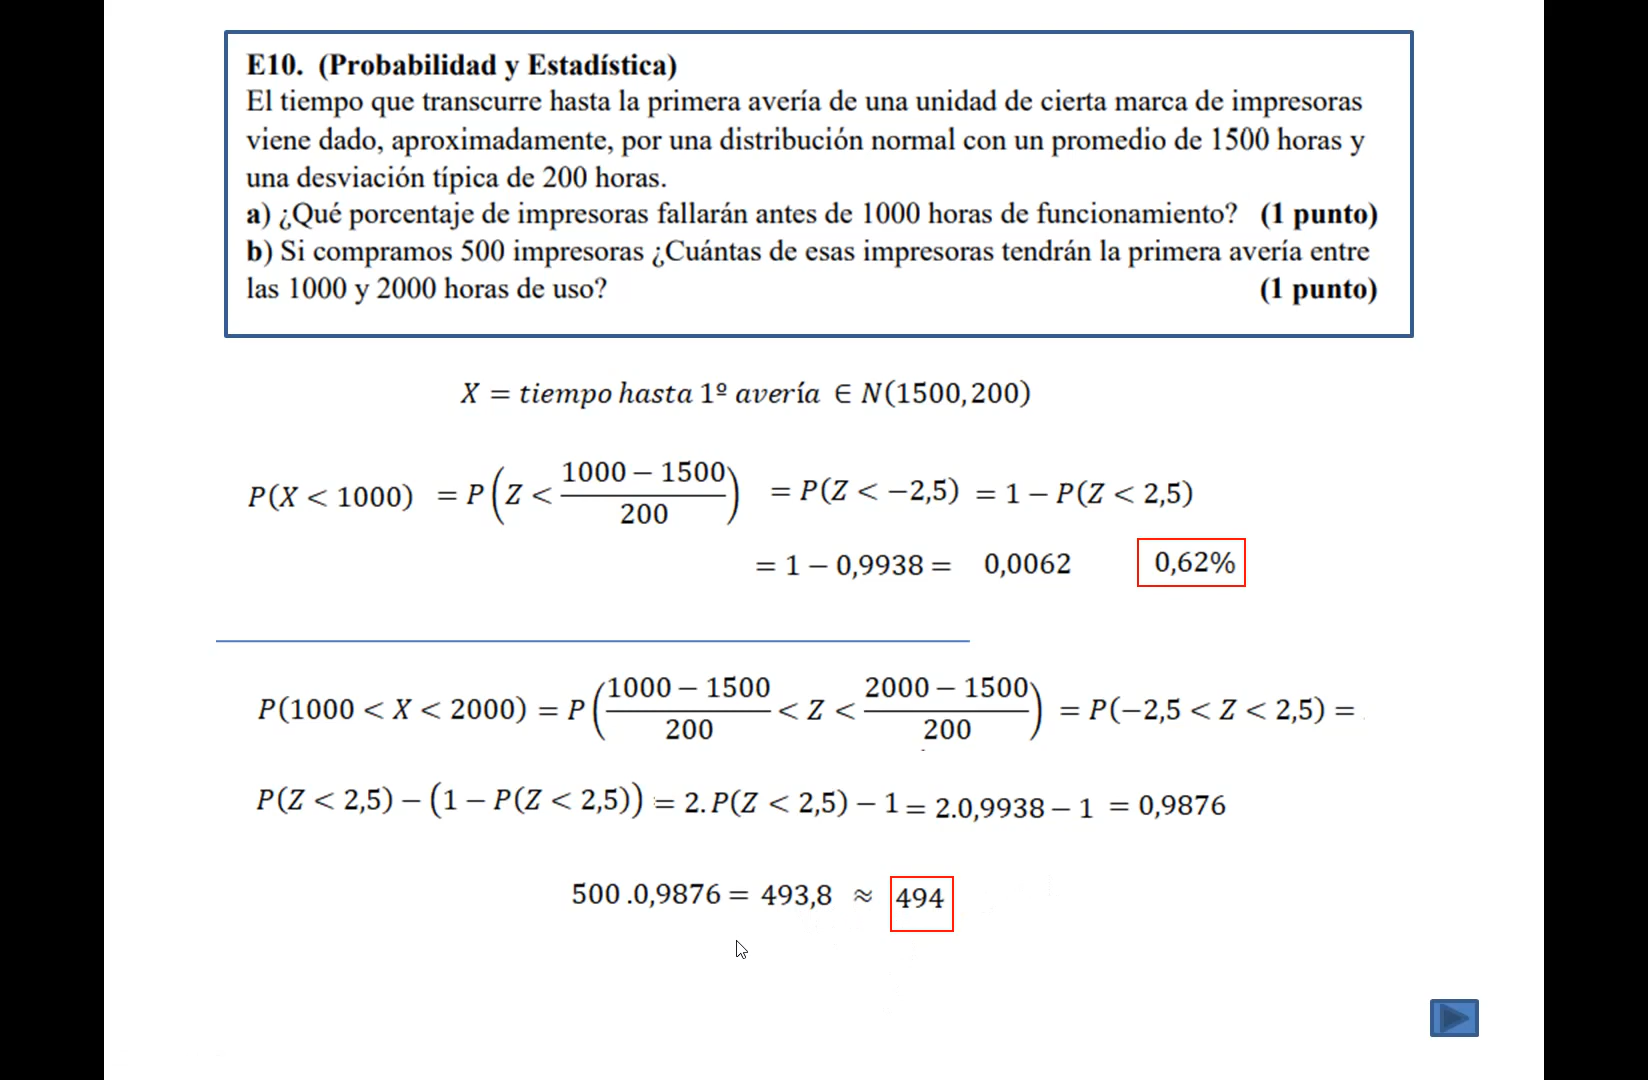 E10. (Probabilidad y Estadística)
El tiempo que transcurre hasta la primera avería de una unidad de cierta marca de impresoras
viene dado, aproximadamente, por una distribución normal con un promedio de 1500 horas y
una desviación típica de 200 horas.
a) ¿Qué porcentaje de impresoras fallarán antes de 1000 horas de funcionamiento? (1 punto)
b) Si compramos 500 impresoras ¿Cuántas de esas impresoras tendrán la primera avería entre
las 1000 y 2000 horas de uso? (1 punto)
X = tiempo hasta 1º avería ∈ N(1500,200)
P(X < 1000) = P(Z < (1000 − 1500)/200) = P(Z < −2,5) = 1 − P(Z < 2,5)
= 1 − 0,9938 = 0,0062 0,62%
P(1000 < X < 2000) = P((1000 − 1500)/200 < Z < (2000 − 1500)/200) = P(−2,5 < Z < 2,5) =
P(Z < 2,5) − (1 − P(Z < 2,5)) = 2. P(Z < 2,5) − 1 = 2.0,9938 − 1 = 0,9876
500 .0,9876 = 493,8 ≈ 494